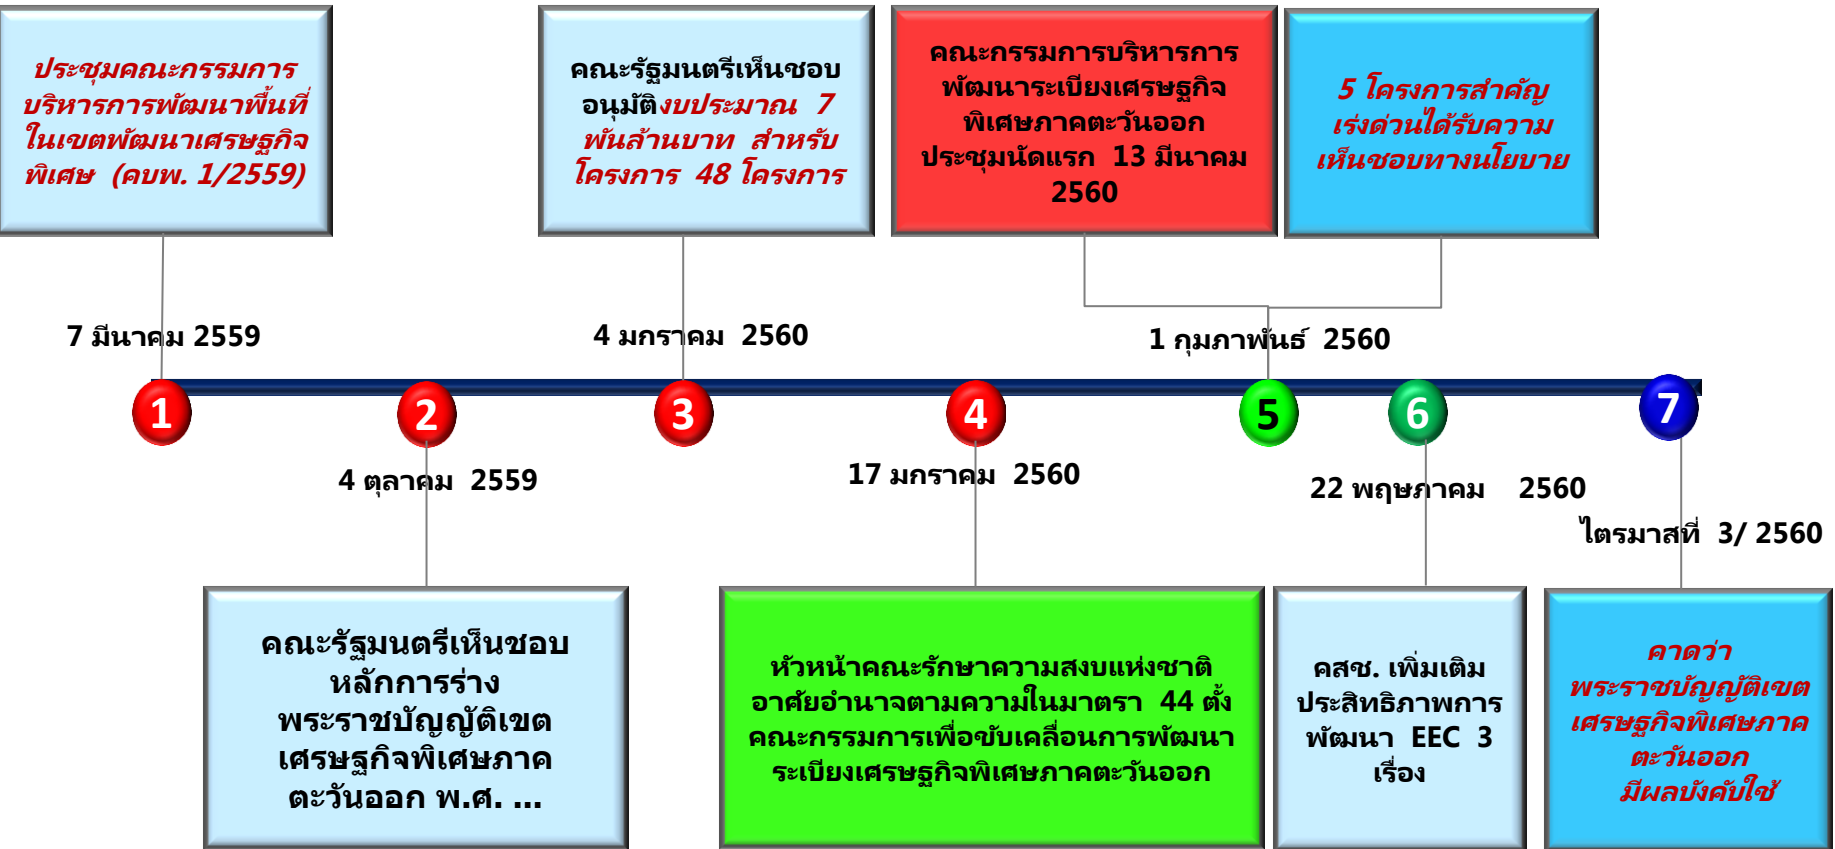 ประชุมคณะกรรมการ
บริหารการพัฒนาพื้นที่
ในเขตพัฒนาเศรษฐกิจ
พิเศษ (คบพ. 1/2559)
คณะรัฐมนตรีเห็นชอบ
อนุมัติงบประมาณ 7
พันล้านบาท สำหรับ
โครงการ 48 โครงการ
คณะกรรมการบริหารการ
พัฒนาระเบียงเศรษฐกิจ
พิเศษภาคตะวันออก
ประชุมนัดแรก 13 มีนาคม
2560
5 โครงการสำคัญ
เร่งด่วนได้รับความ
เห็นชอบทางนโยบาย
7 มีนาคม 2559
4 มกราคม 2560
1 กุมภาพันธ์ 2560
1
2
3
4
5
6
7
4 ตุลาคม 2559
17 มกราคม 2560
22 พฤษภาคม 2560
ไตรมาสที่ 3/ 2560
คณะรัฐมนตรีเห็นชอบ
หลักการร่าง
พระราชบัญญัติเขต
เศรษฐกิจพิเศษภาค
ตะวันออก พ.ศ. ...
หัวหน้าคณะรักษาความสงบแห่งชาติ
อาศัยอำนาจตามความในมาตรา 44 ตั้ง
คณะกรรมการเพื่อขับเคลื่อนการพัฒนา
ระเบียงเศรษฐกิจพิเศษภาคตะวันออก
คสช. เพิ่มเติม
ประสิทธิภาพการ
พัฒนา EEC 3
เรื่อง
คาดว่า
พระราชบัญญัติเขต
เศรษฐกิจพิเศษภาค
ตะวันออก
มีผลบังคับใช้